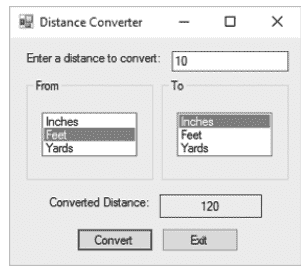 Distance Converter
Enter a distance to convert: 10
From
To
Inches
Feet
Yards
Inches
Feet
Yards
Converted Distance: 120
Convert Exit